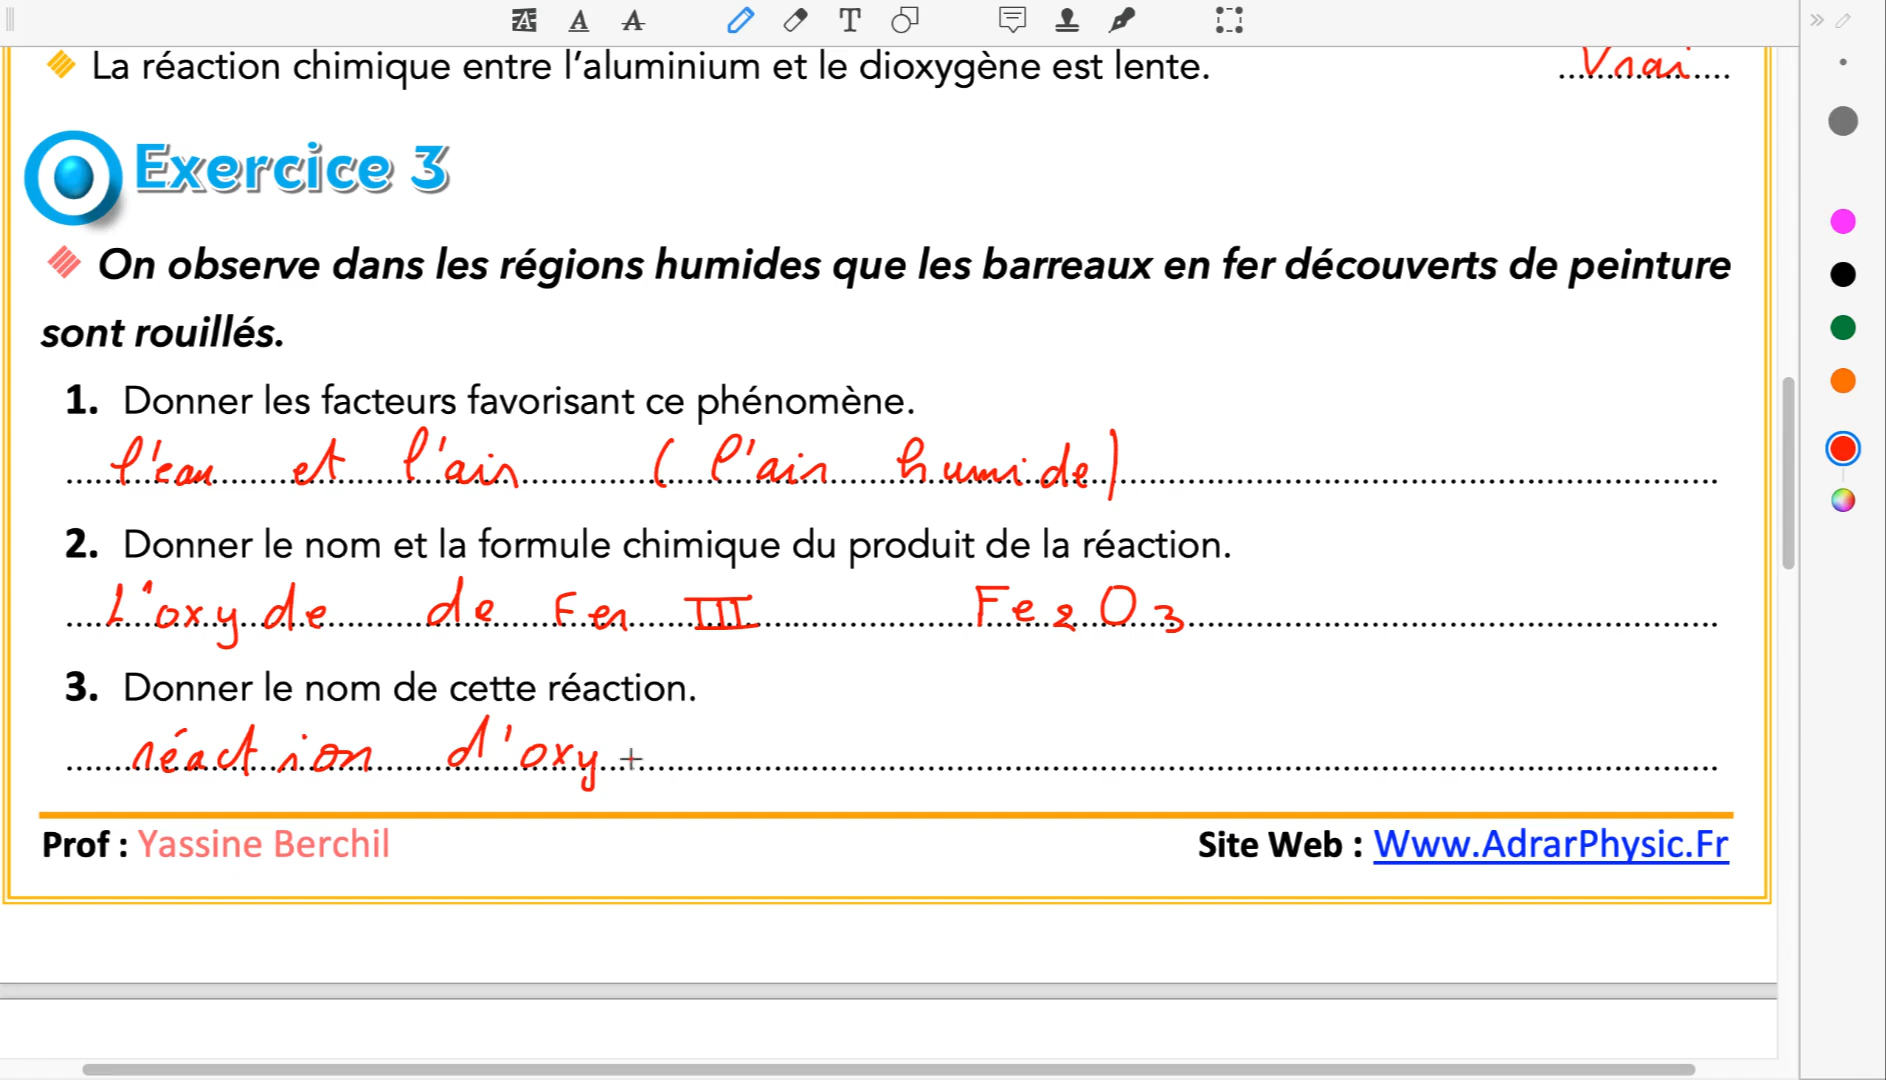 La réaction chimique entre l’aluminium et le dioxygène est lente. ................ Vrai
Exercice 3
On observe dans les régions humides que les barreaux en fer découverts de peinture
sont rouillés.
1. Donner les facteurs favorisant ce phénomène.
l'eau et l'air (l'air humide)
2. Donner le nom et la formule chimique du produit de la réaction.
L'oxyde de Fer III Fe2O3
3. Donner le nom de cette réaction.
réaction d'oxy
Prof : Yassine Berchil Site Web : Www.AdrarPhysic.Fr